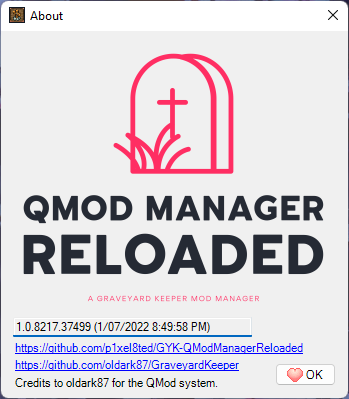 About
QMOD MANAGER
RELOADED
A GRAVEYARD KEEPER MOD MANAGER
1.0.8217.37499 (1/07/2022 8:49:58 PM)
https://github.com/p1xel8ted/GYK-QModManagerReloaded
https://github.com/oldark87/GraveyardKeeper
Credits to oldark87 for the QMod system.
OK